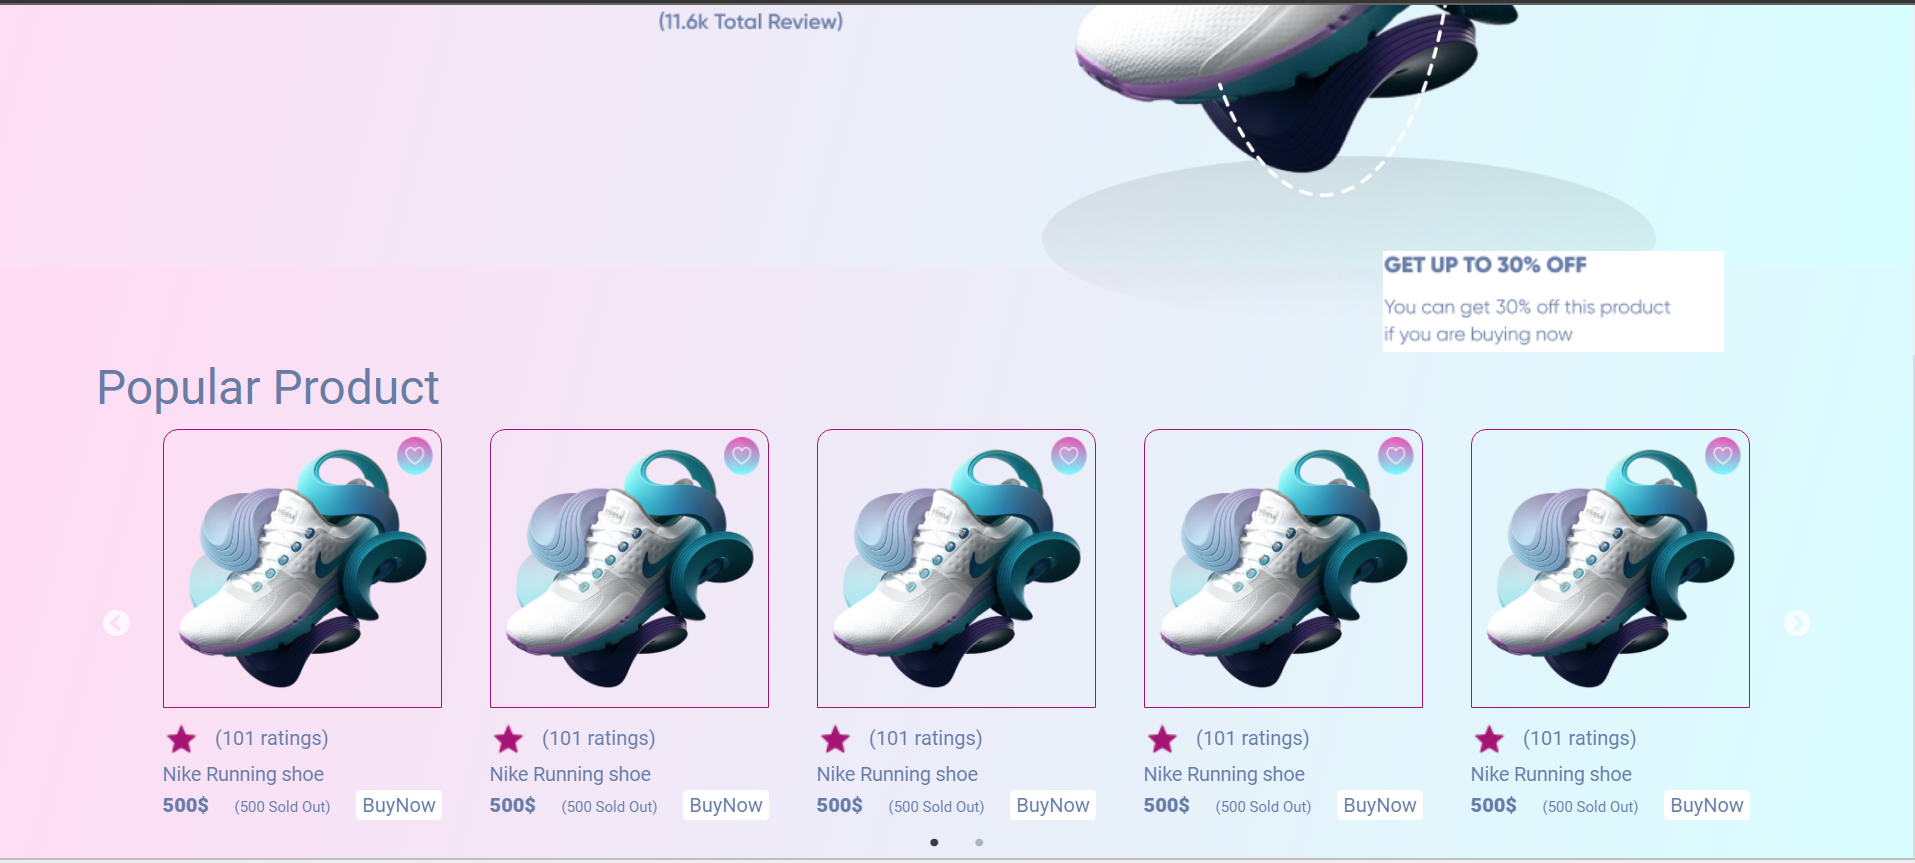 (11.6k Total Review)
GET UP TO 30% OFF
You can get 30% off this product
if you are buying now
Popular Product
(101 ratings) (101 ratings) (101 ratings) (101 ratings) (101 ratings)
Nike Running shoe Nike Running shoe Nike Running shoe Nike Running shoe Nike Running shoe
500$ (500 Sold Out) BuyNow 500$ (500 Sold Out) BuyNow 500$ (500 Sold Out) BuyNow 500$ (500 Sold Out) BuyNow 500$ (500 Sold Out) BuyNow